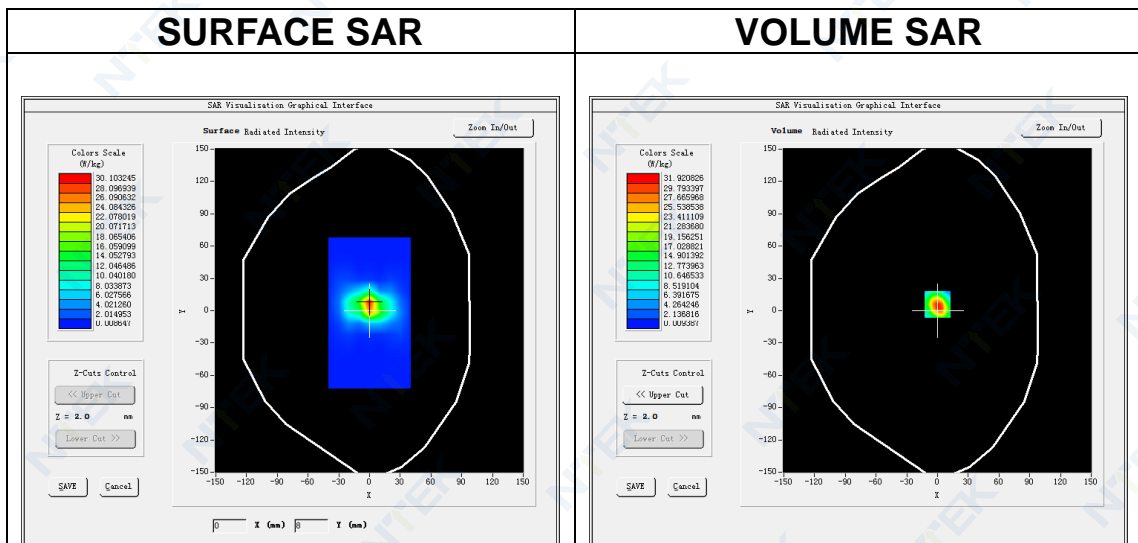 SURFACE SAR
VOLUME SAR
SAR Visualisation Graphical Interface
Surface Radiated Intensity
Zoom In/Out
Colors Scale
(W/kg)
30.103245
28.096939
26.090632
24.084326
22.078019
20.071713
18.065406
16.059099
14.052793
12.046486
10.040180
8.033873
6.027566
4.021260
2.014953
0.008647
Z-Cuts Control
<< Upper Cut
Z = 2.0 mm
Lower Cut >>
SAVE
Cancel
150
120
90
60
30
0
-30
-60
-90
-120
-150
Y
-150 -120 -90 -60 -30 0 30 60 90 120 150
X
0 X (mm) 8 Y (mm)
SAR Visualisation Graphical Interface
Volume Radiated Intensity
Zoom In/Out
Colors Scale
(W/kg)
31.920826
29.793397
27.665968
25.538538
23.411109
21.283680
19.156251
17.028821
14.901392
12.773963
10.646533
8.519104
6.391675
4.264246
2.136816
0.009387
Z-Cuts Control
<< Upper Cut
Z = 2.0 mm
Lower Cut >>
SAVE
Cancel
150
120
90
60
30
0
-30
-60
-90
-120
-150
Y
-150 -120 -90 -60 -30 0 30 60 90 120 150
X
NTEK